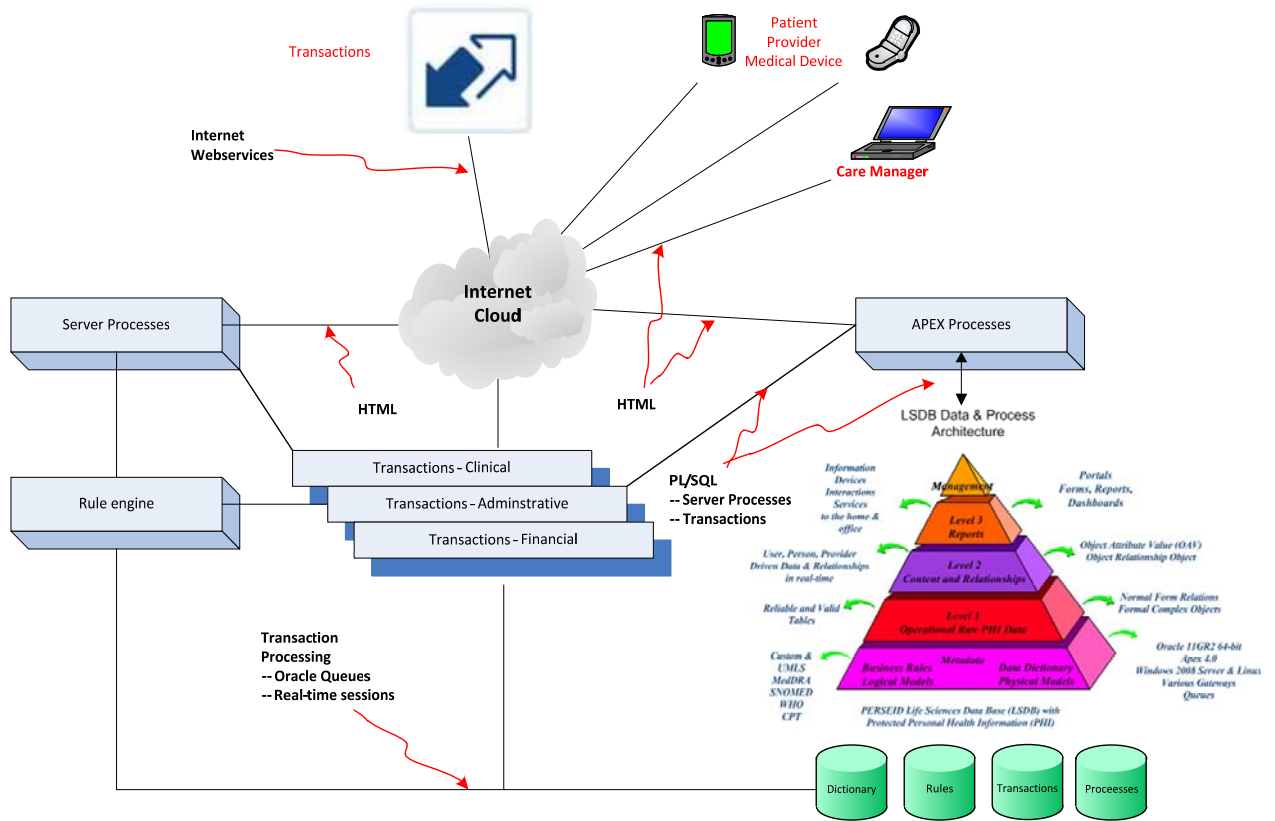 Transactions
Patient
Provider
Medical Device
Internet
Webservices
Care Manager
Internet
Cloud
Server Processes
APEX Processes
HTML
HTML
LSDB Data & Process
Architecture
Transactions – Clinical
Transactions – Adminstrative
Transactions – Financial
Rule engine
PL/SQL
-- Server Processes
-- Transactions
Information
Devices
Interactions
Services
to the home &
office
Management
Portals
Forms, Reports,
Dashboards
Level 3
Reports
User, Person, Provider
Driven Data & Relationships
in real-time
Level 2
Content and Relationships
Object Attribute Value (OAV)
Object Relationship Object
Reliable and Valid
Tables
Level 1
Operational Raw PHI Data
Normal Form Relations
Formal Complex Objects
Custom &
UMLS
MedDRA
SNOMED
WHO
CPT
Metadata
Business Rules
Logical Models
Data Dictionary
Physical Models
Oracle 11GR2 64-bit
Apex 4.0
Windows 2008 Server & Linux
Various Gateways
Queues
PERSEID Life Sciences Data Base (LSDB) with
Protected Personal Health Information (PHI)
Transaction
Processing
-- Oracle Queues
-- Real-time sessions
Dictionary
Rules
Transactions
Proceesses